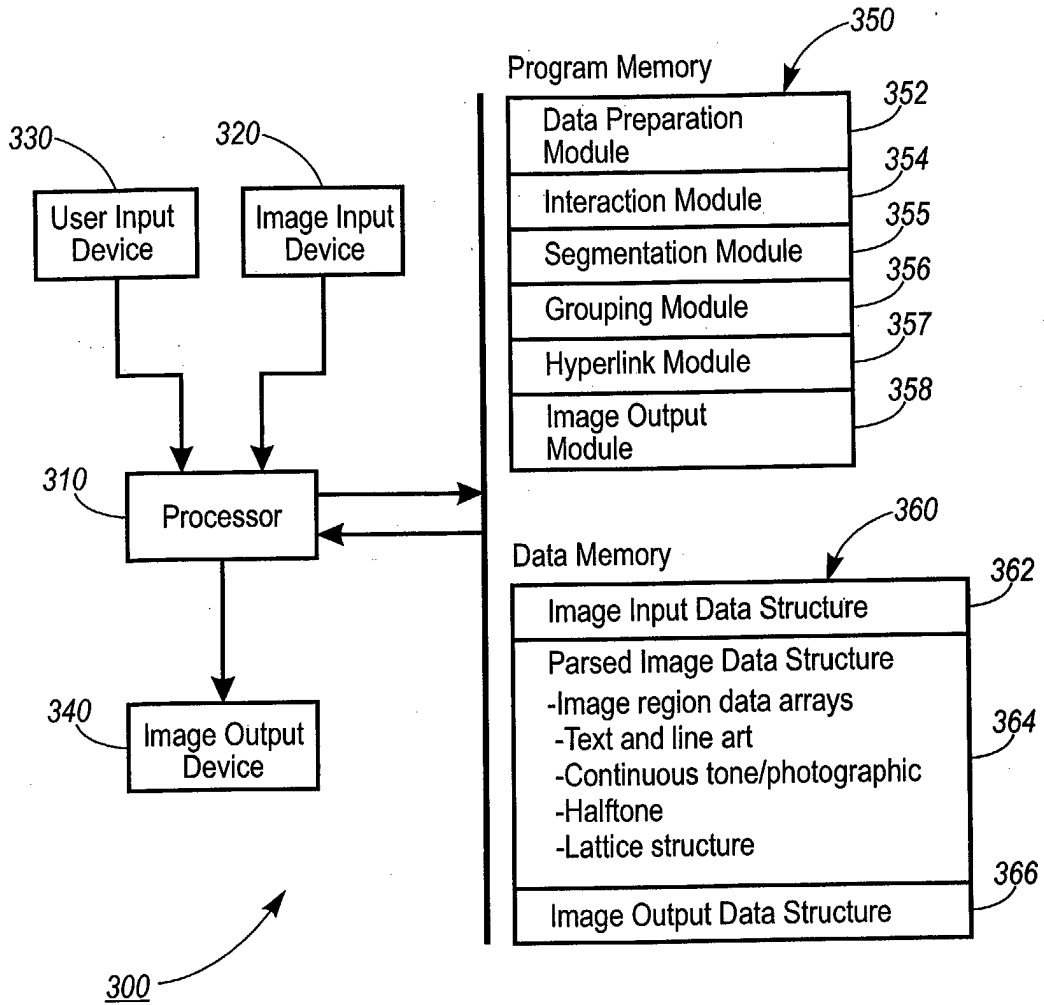 350
Program Memory
352
Data Preparation
Module
354
Interaction Module
355
Segmentation Module
356
Grouping Module
357
Hyperlink Module
358
Image Output
Module
330
User Input
Device
320
Image Input
Device
310
Processor
340
Image Output
Device
360
Data Memory
362
Image Input Data Structure
364
Parsed Image Data Structure
-Image region data arrays
-Text and line art
-Continuous tone/photographic
-Halftone
-Lattice structure
366
Image Output Data Structure
300